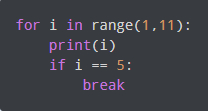 for i in range(1,11):
    print(i)
    if i == 5:
        break